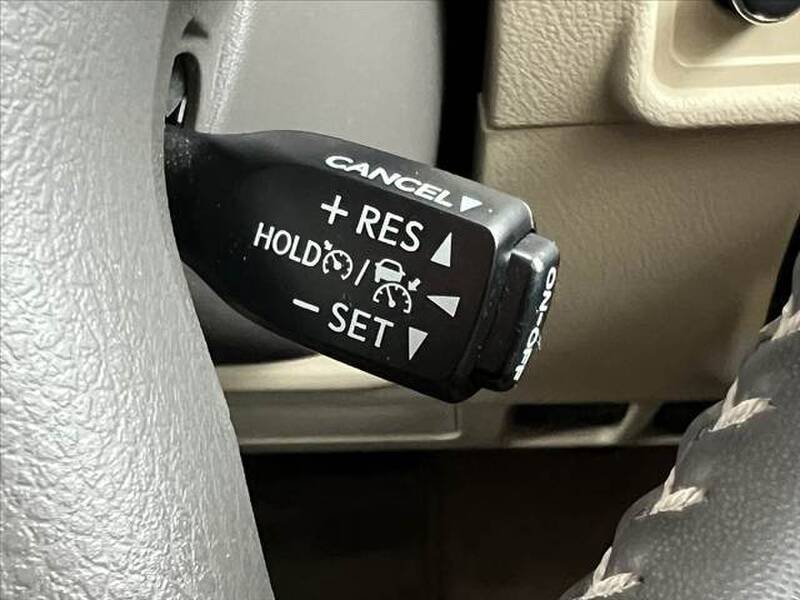 CANCEL▼
+ RES ▲
HOLD / ◀
− SET ▼
ON-OFF